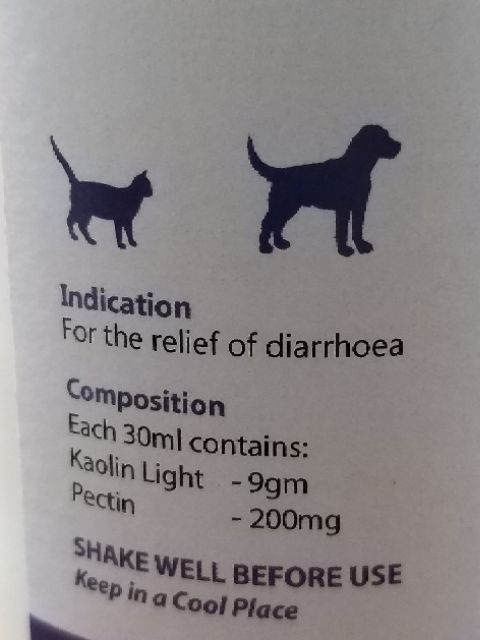 Indication
For the relief of diarrhoea
Composition
Each 30ml contains:
Kaolin Light - 9gm
Pectin - 200mg
SHAKE WELL BEFORE USE
Keep in a Cool Place